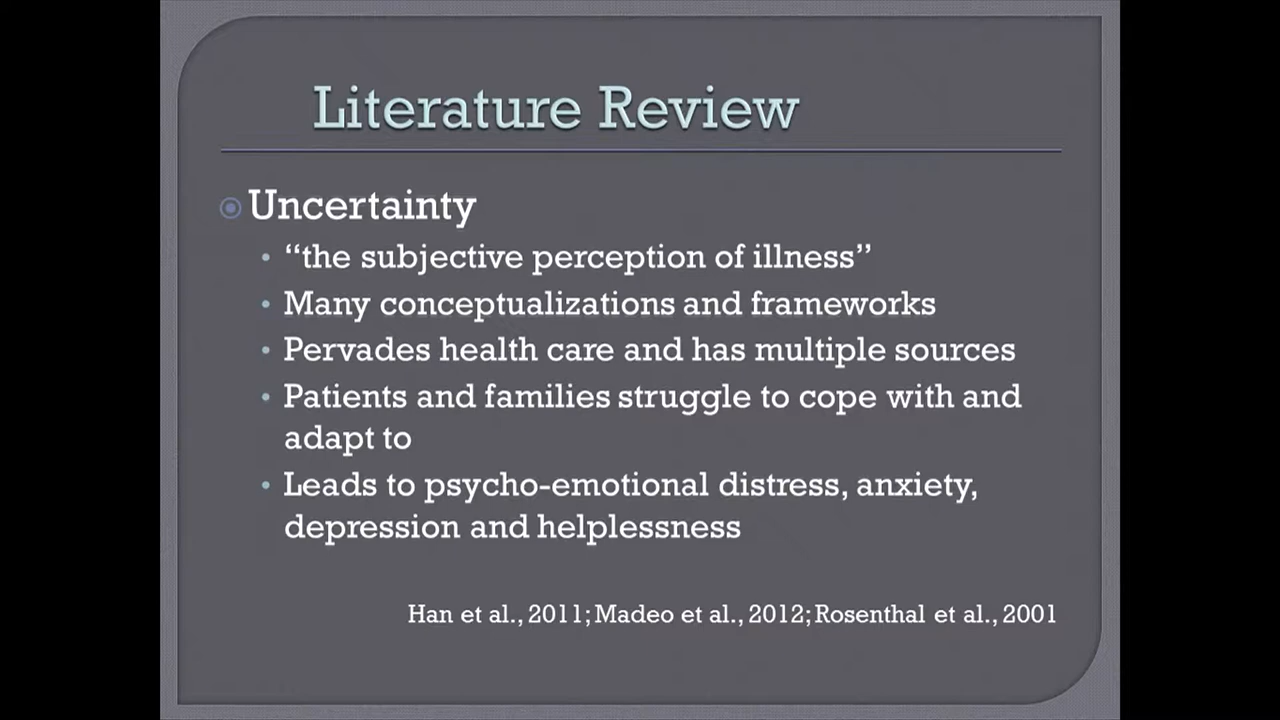 Literature Review
Uncertainty
“the subjective perception of illness”
Many conceptualizations and frameworks
Pervades health care and has multiple sources
Patients and families struggle to cope with and
adapt to
Leads to psycho-emotional distress, anxiety,
depression and helplessness
Han et al., 2011; Madeo et al., 2012; Rosenthal et al., 2001